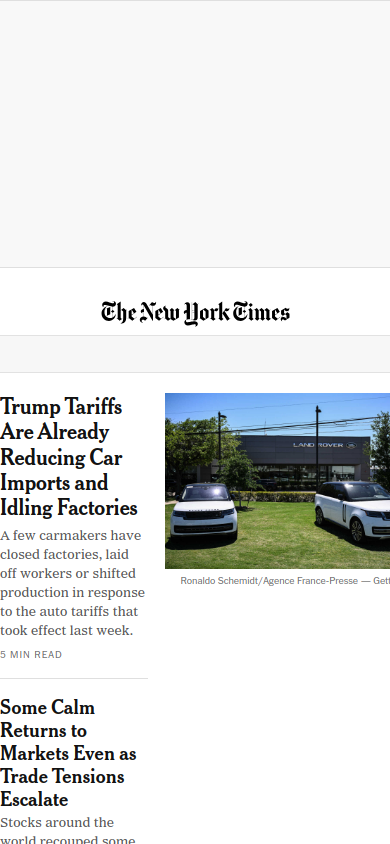 The New York Times
Trump Tariffs
Are Already
Reducing Car
Imports and
Idling Factories
A few carmakers have
closed factories, laid
off workers or shifted
production in response
to the auto tariffs that
took effect last week.
5 MIN READ
LAND ROVER
Ronaldo Schemidt/Agence France-Presse — Gett
Some Calm
Returns to
Markets Even as
Trade Tensions
Escalate
Stocks around the
world recouped some